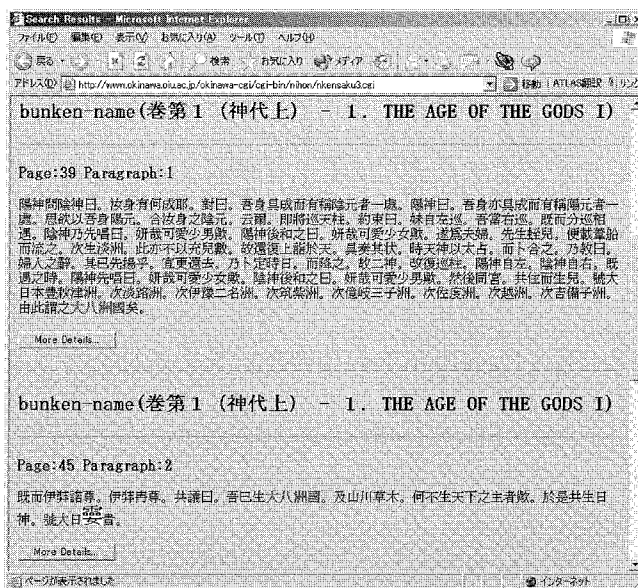 Search Results - Microsoft Internet Explorer
ファイル(F) 編集(E) 表示(V) お気に入り(A) ツール(T) ヘルプ(H)
戻る 検索 お気に入り メディア
アドレス(D) http://www.okinawa.oiu.ac.jp/okinawa-cgi/cgi-bin/nihon/nkensaku3.cgi 移動 ATLAS翻訳 リンク
bunken-name(巻第1 (神代上) - 1. THE AGE OF THE GODS I)
Page:39 Paragraph:1
陽神問陰神曰。汝身有何成耶。對曰。吾身具成而有稱陰元者一處。陽神曰。吾身亦具成而有稱陽元者一
處。思欲以吾身陽元。合汝身之陰元。云爾。即將巡天柱。約束曰。妹自左巡。吾當右巡。既而分巡相
遇。陰神乃先唱曰。妍哉可愛少男歟。陽神後和之曰。妍哉可愛少女歟。遂爲夫婦。先生蛭兒。便載葦船
而流之。次生淡洲。此亦不以充兒數。故還復上詣於天。具奏其状。時天神以太占。而卜合之。乃教曰。
婦人之辭。其已先揚乎。宜更還去。乃卜定時日。而降之。故二神。改復巡柱。陽神自左。陰神自右。既
遇之時。陽神先唱曰。妍哉可愛少女歟。陰神後和之曰。妍哉可愛少男歟。然後同宮。共住而生兒。號大
日本豐秋津洲。次淡路洲。次伊豫二名洲。次筑紫洲。次億岐三子洲。次佐度洲。次越洲。次吉備子洲。
由此謂之大八洲國矣。
More Details...
bunken-name(巻第1 (神代上) - 1. THE AGE OF THE GODS I)
Page:45 Paragraph:2
既而伊弉諾尊。伊弉冉尊。共議曰。吾已生大八洲國。及山川草木。何不生天下之主者歟。於是共生日
神。號大日孁貴。
More Details...
ページが表示されました インターネット